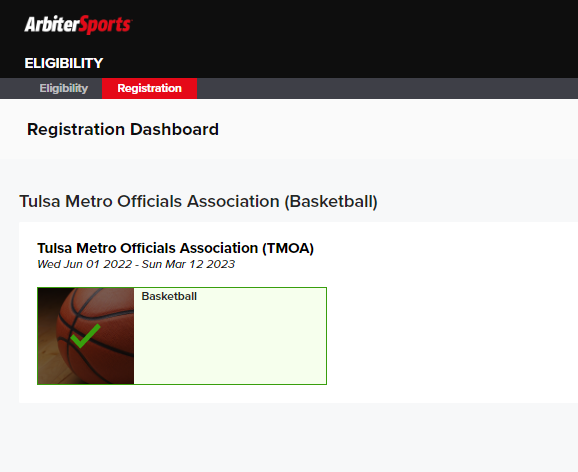 ArbiterSports
ELIGIBILITY
Eligibility Registration
Registration Dashboard
Tulsa Metro Officials Association (Basketball)
Tulsa Metro Officials Association (TMOA)
Wed Jun 01 2022 - Sun Mar 12 2023
Basketball